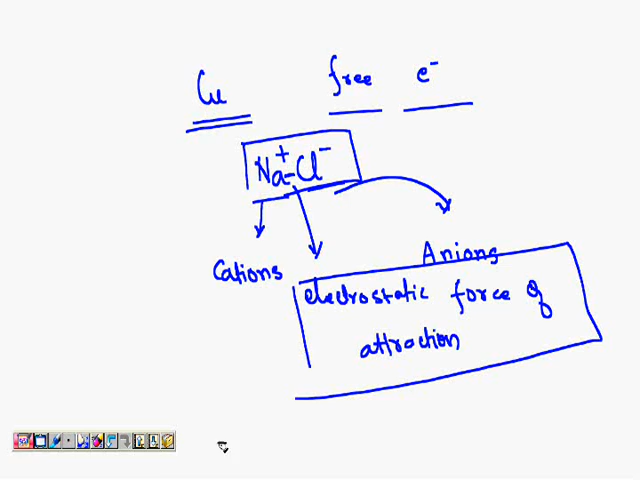 Cu free e⁻
Na⁺-Cl⁻
Cations Anions
electrostatic force of
attraction